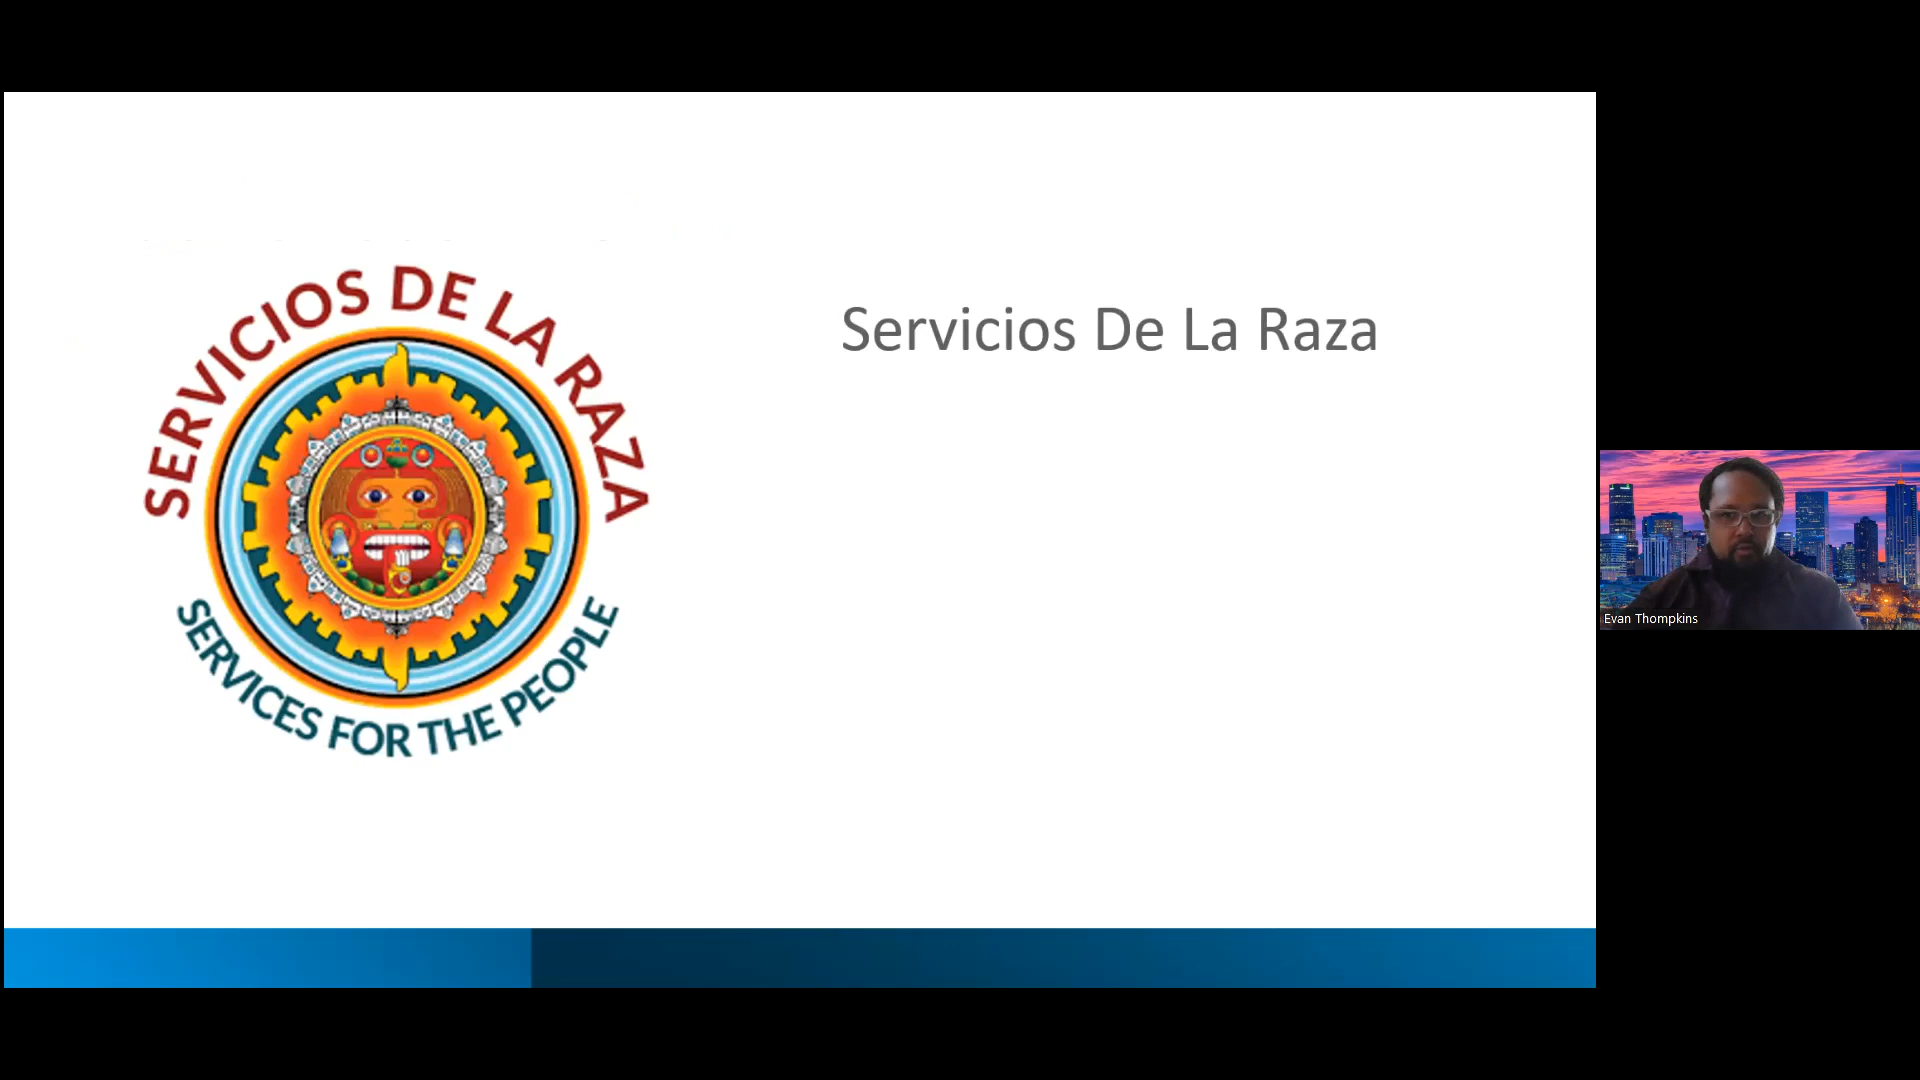 SERVICIOS DE LA RAZA
SERVICES FOR THE PEOPLE
Servicios De La Raza
Evan Thompkins